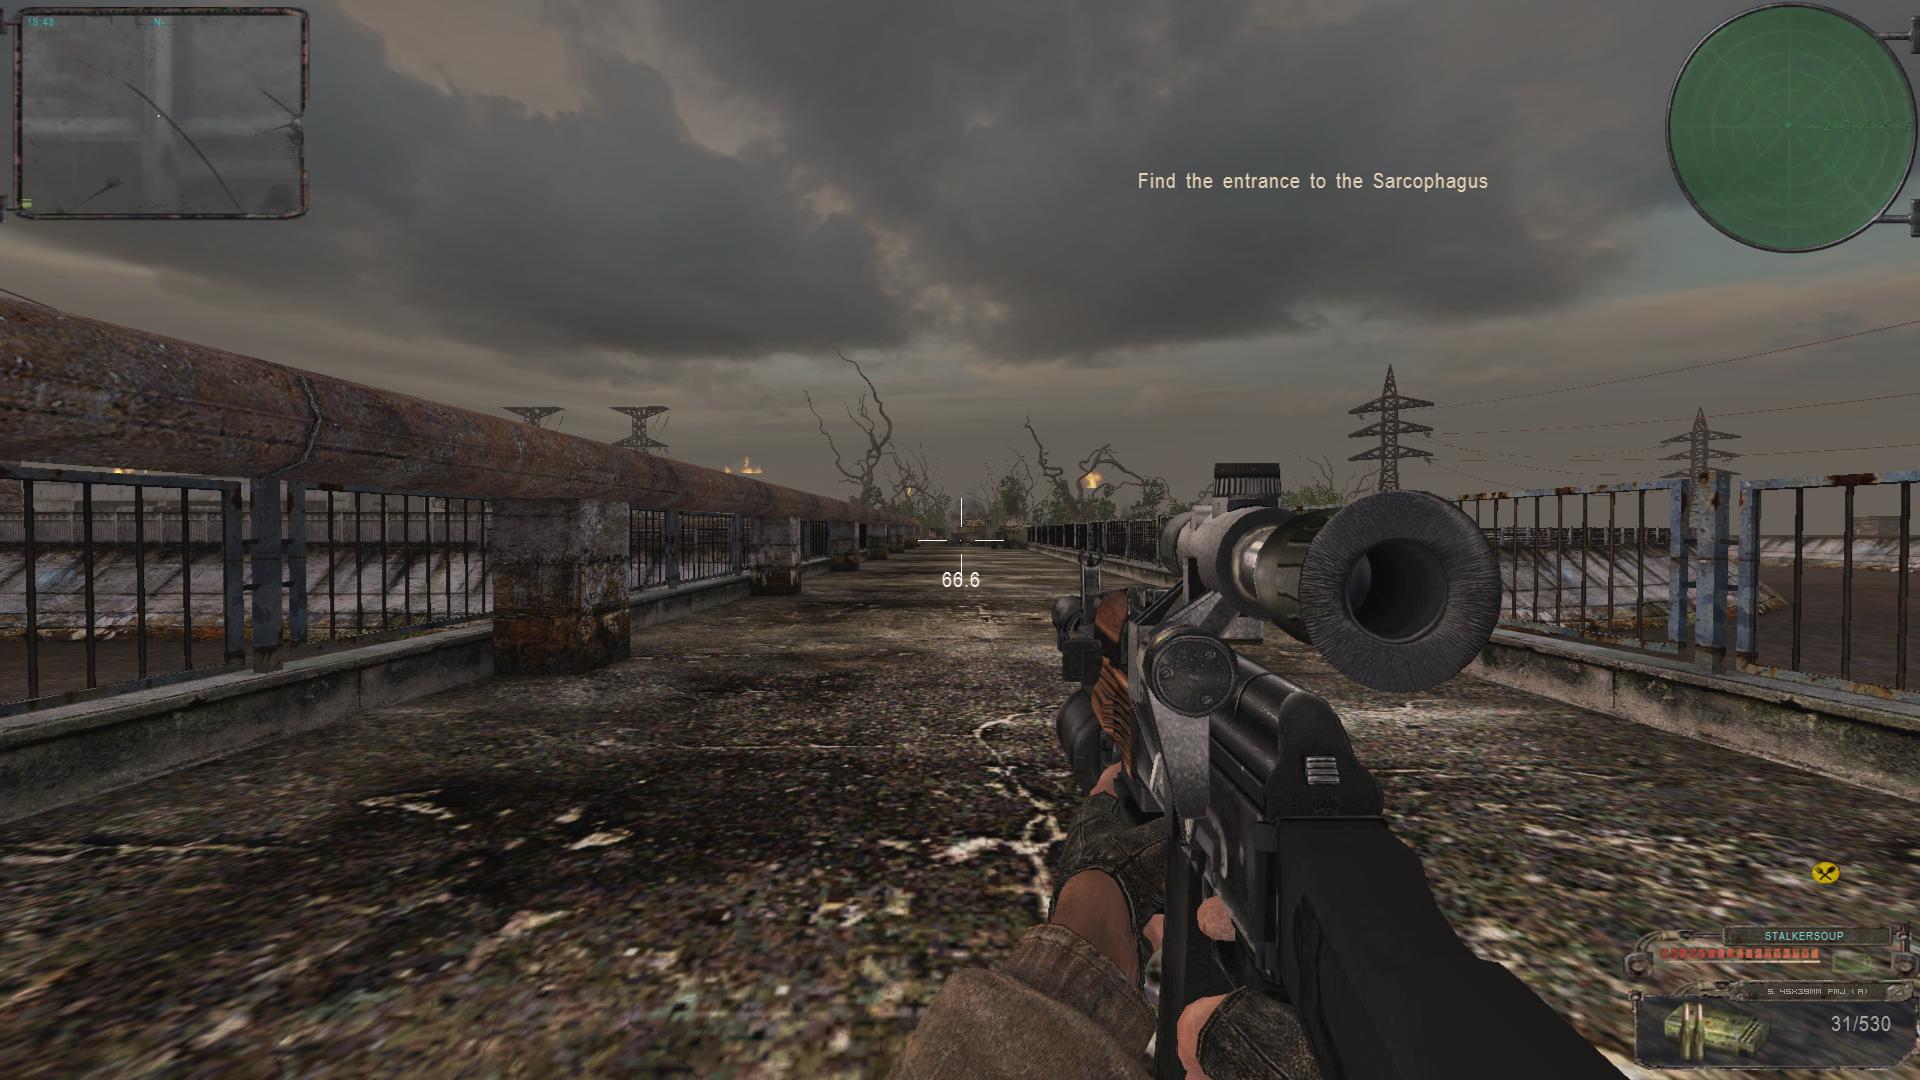 18:48
N
Find the entrance to the Sarcophagus
66.6
STALKERSOUP
5.45X39MM FMJ (A)
31/530